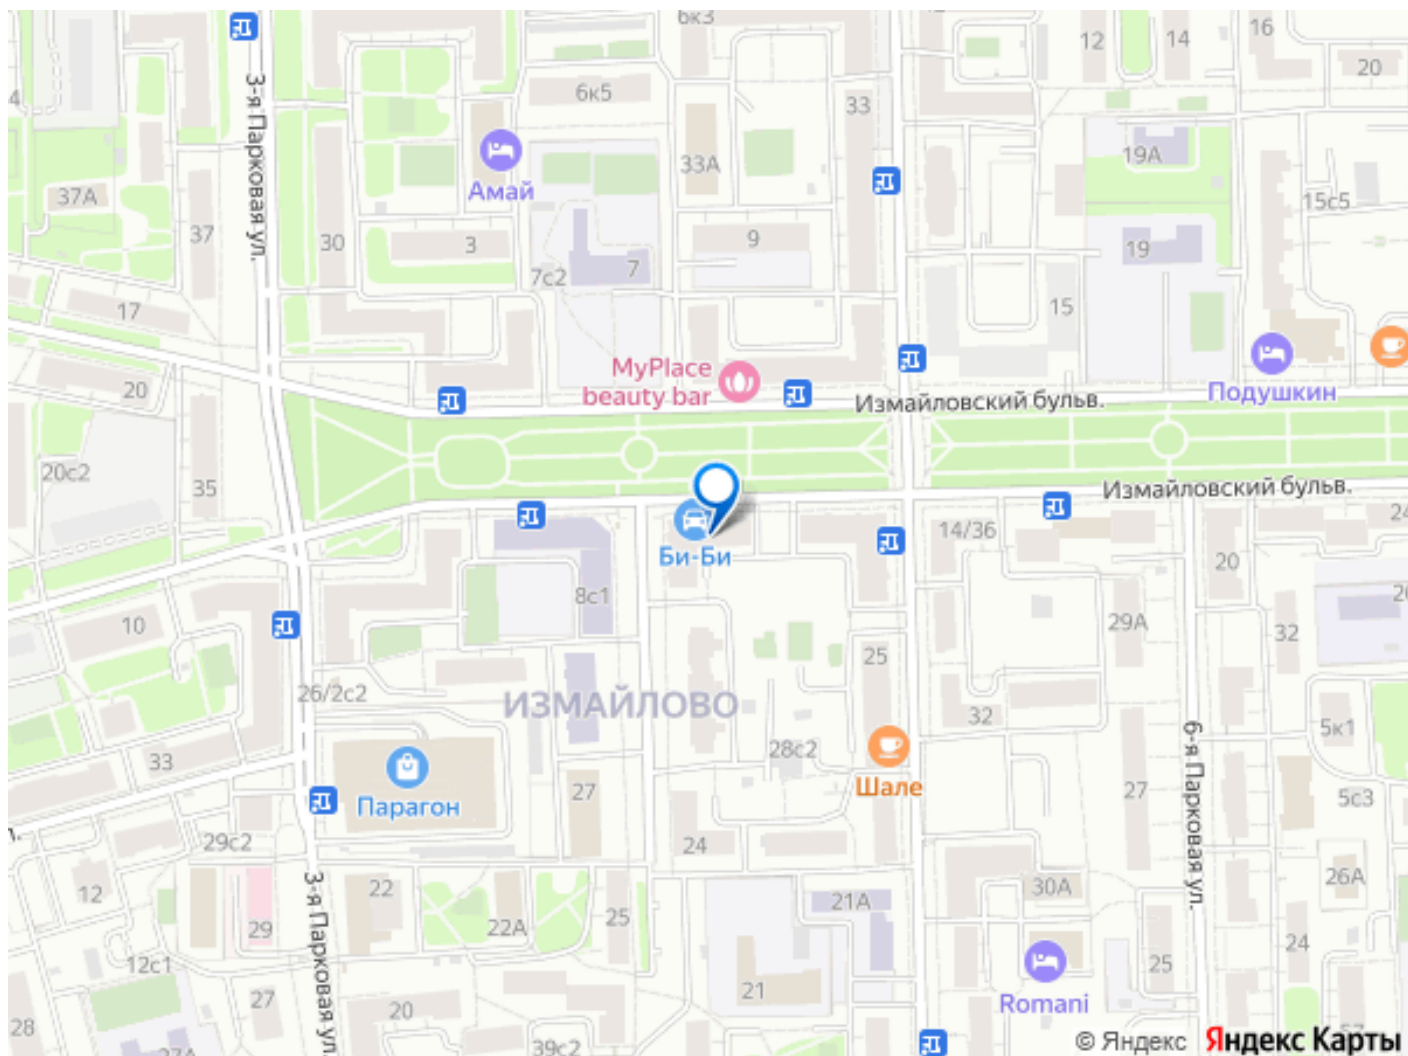 6к3
12
14
16
20
6к5
33
3-я Парковая ул.
33А
19А
Амай
37А
15с5
37
30
3
9
19
7
7с2
17
15
MyPlace
beauty bar
20
Измайловский бульв.
Подушкин
20с2
35
Измайловский бульв.
24
14/36
Би-Би
20
8с1
10
29А
32
25
26/2с2
ИЗМАЙЛОВО
32
5к1
28с2
33
6-я Парковая ул.
Шале
27
27
5с3
Парагон
29с2
24
12
22
30А
26А
3-я Парковая ул.
21А
29
22А
25
24
12с1
25
21
27
20
Romani
28
39с2
© Яндекс Яндекс Карты